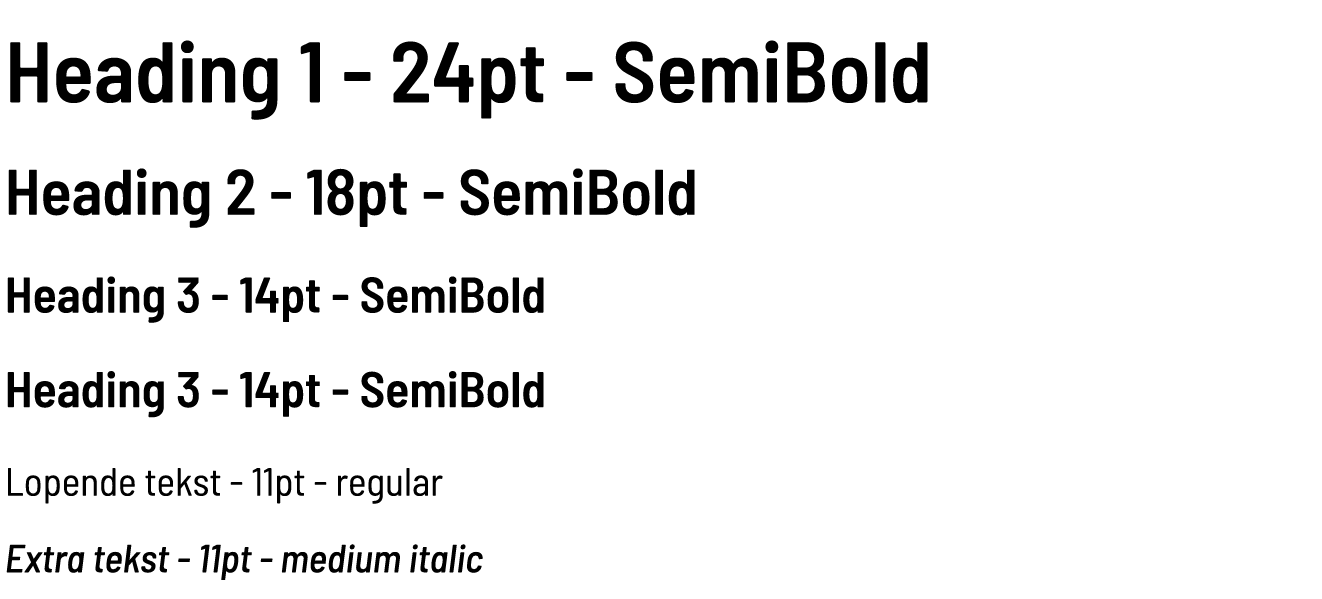 Heading 1 - 24pt - SemiBold
Heading 2 - 18pt - SemiBold
Heading 3 - 14pt - SemiBold
Heading 3 - 14pt - SemiBold
Lopende tekst - 11pt - regular
Extra tekst - 11pt - medium italic